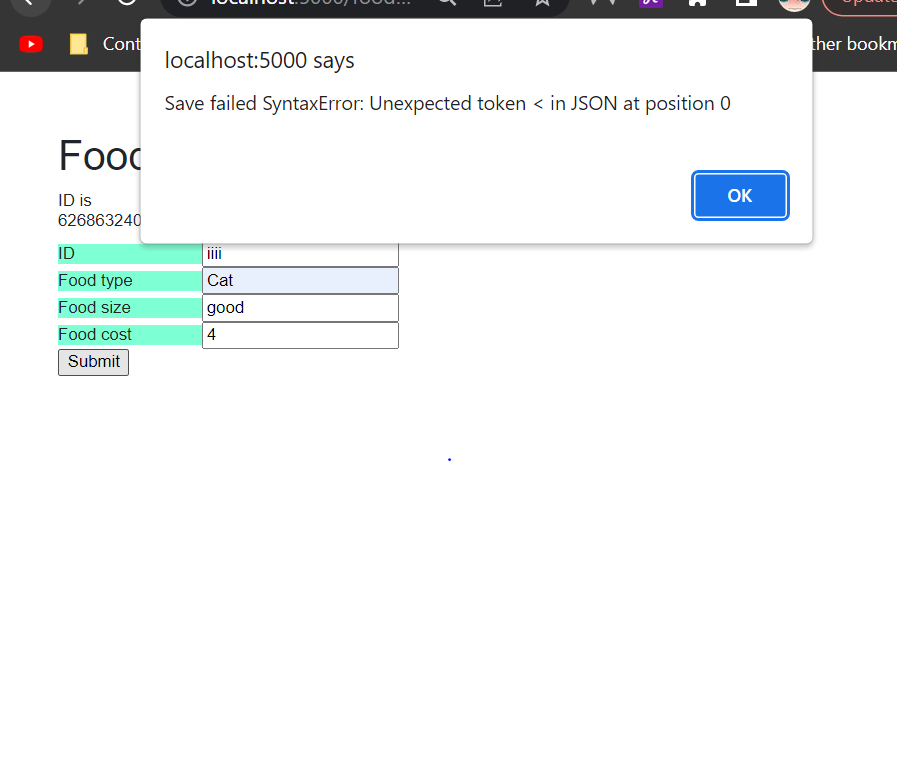 localhost:5000/food...
Update
Cont
ther bookm
localhost:5000 says
Save failed SyntaxError: Unexpected token < in JSON at position 0
OK
Food
ID is
626863240
ID iiii
Food type Cat
Food size good
Food cost 4
Submit